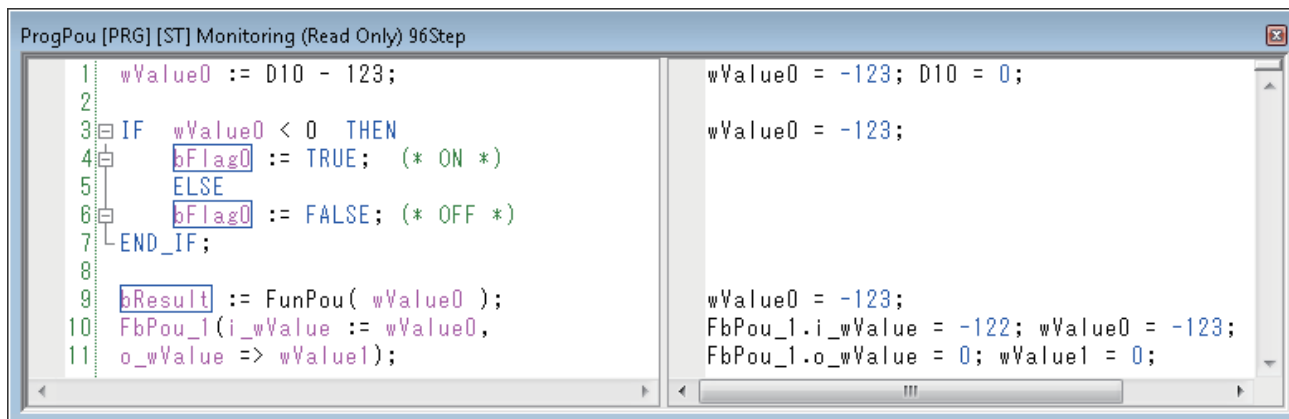 ProgPou [PRG] [ST] Monitoring (Read Only) 96Step
1 wValue0 := D10 - 123; wValue0 = -123; D10 = 0;
2
3 IF wValue0 < 0 THEN wValue0 = -123;
4 bFlag0 := TRUE; (* ON *)
5 ELSE
6 bFlag0 := FALSE; (* OFF *)
7 END_IF;
8
9 bResult := FunPou( wValue0 ); wValue0 = -123;
10 FbPou_1(i_wValue := wValue0, FbPou_1.i_wValue = -122; wValue0 = -123;
11 o_wValue => wValue1); FbPou_1.o_wValue = 0; wValue1 = 0;